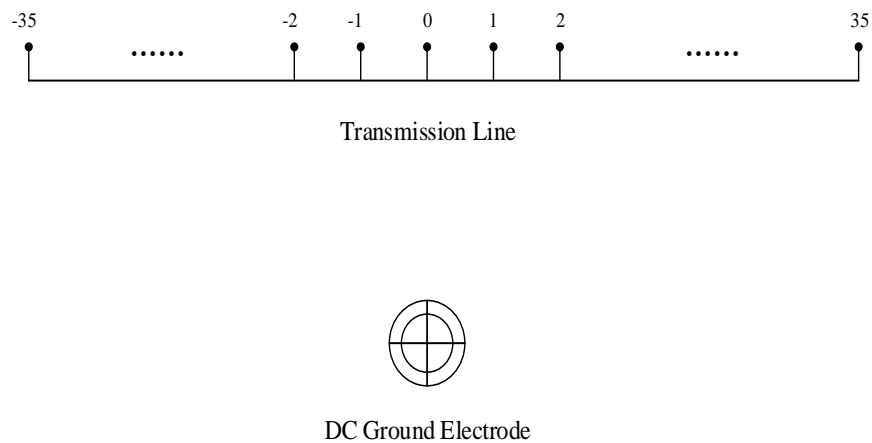 -35 -2 -1 0 1 2 35
...... ......
Transmission Line
DC Ground Electrode